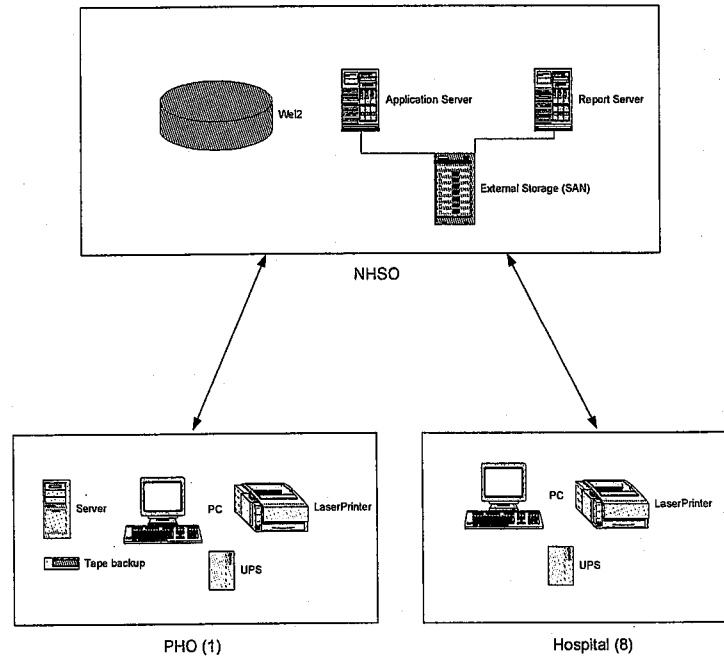 Wel2
Application Server
Report Server
External Storage (SAN)
NHSO
Server
PC
LaserPrinter
Tape backup
UPS
PHO (1)
PC
LaserPrinter
UPS
Hospital (8)